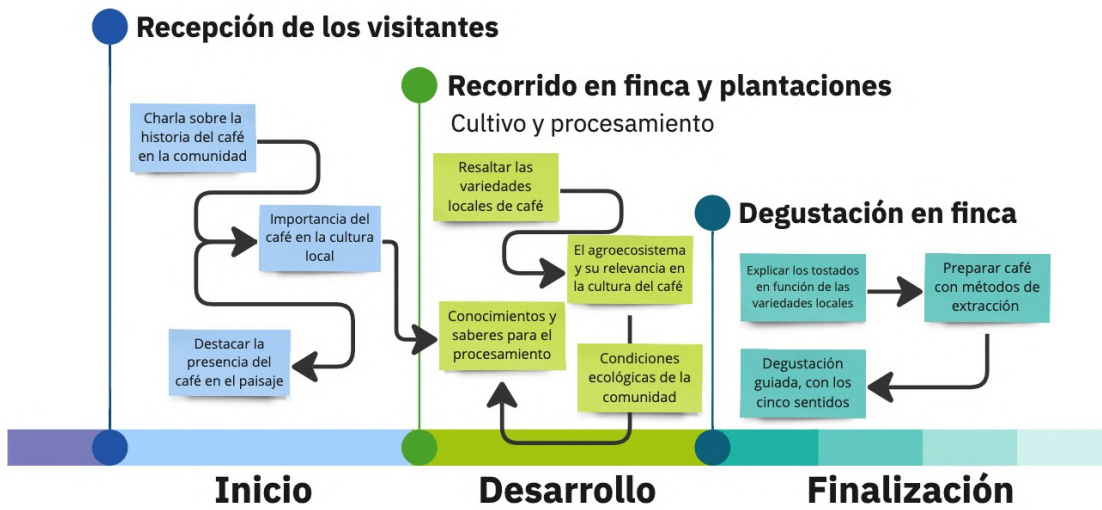 Recepción de los visitantes
Charla sobre la
historia del café
en la comunidad
Importancia del
café en la cultura
local
Destacar la
presencia del
café en el paisaje
Recorrido en finca y plantaciones
Cultivo y procesamiento
Resaltar las
variedades
locales de café
El agroecosistema
y su relevancia en
la cultura del café
Conocimientos y
saberes para el
procesamiento
Condiciones
ecológicas de la
comunidad
Degustación en finca
Explicar los tostados
en función de las
variedades locales
Preparar café
con métodos de
extracción
Degustación
guiada, con los
cinco sentidos
Inicio
Desarrollo
Finalización